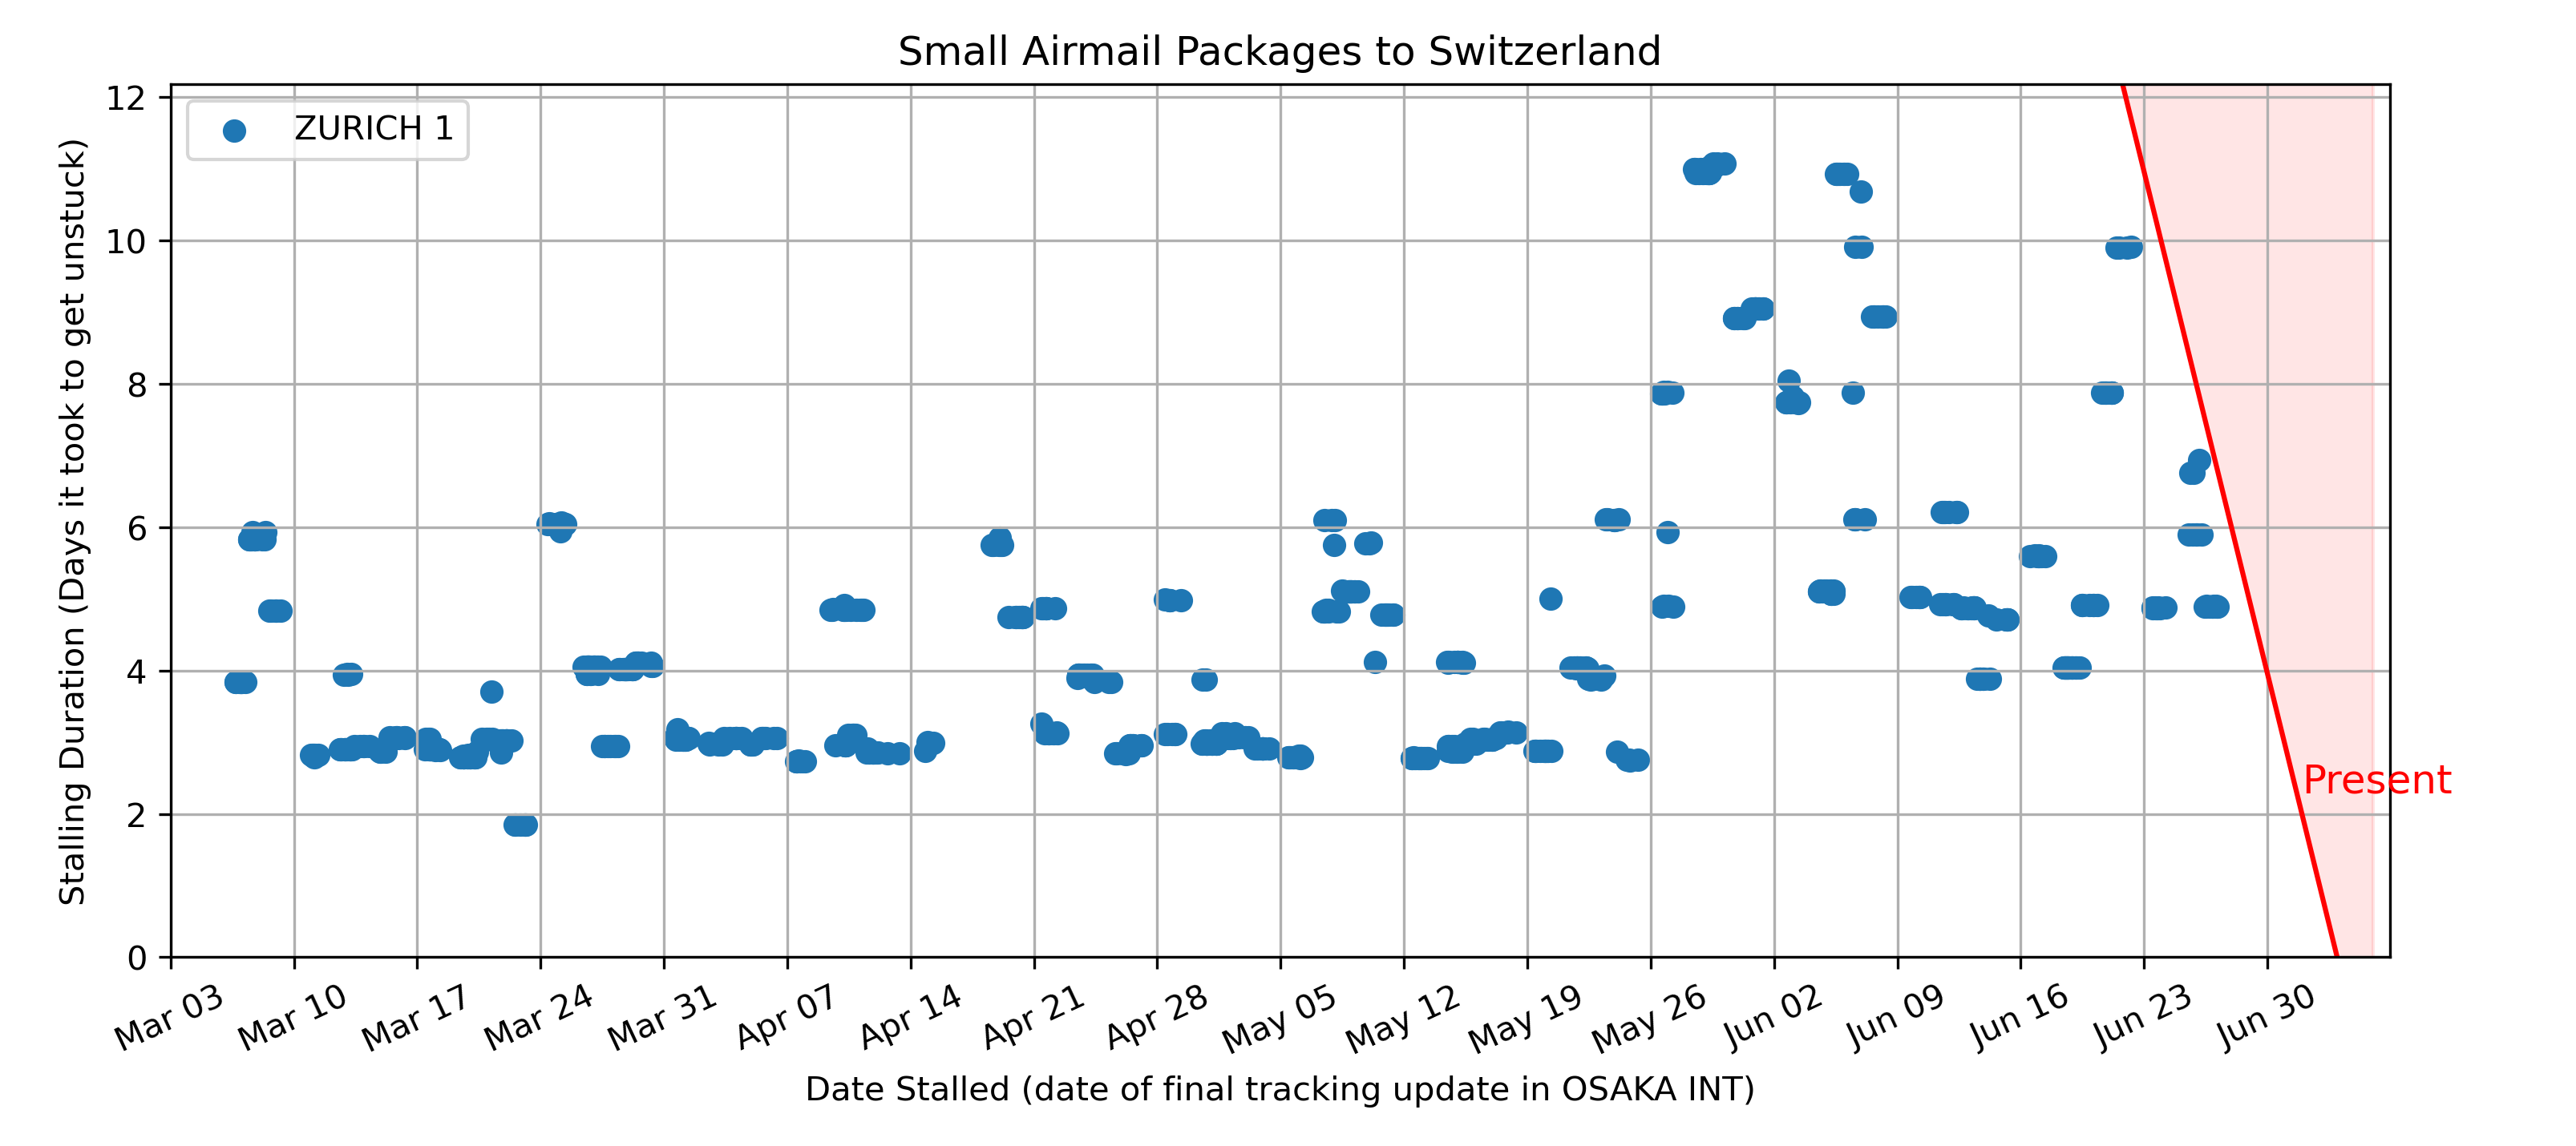 Small Airmail Packages to Switzerland
ZURICH 1
Stalling Duration (Days it took to get unstuck)
12
10
8
6
4
2
0
Present
Mar 03
Mar 10
Mar 17
Mar 24
Mar 31
Apr 07
Apr 14
Apr 21
Apr 28
May 05
May 12
May 19
May 26
Jun 02
Jun 09
Jun 16
Jun 23
Jun 30
Date Stalled (date of final tracking update in OSAKA INT)